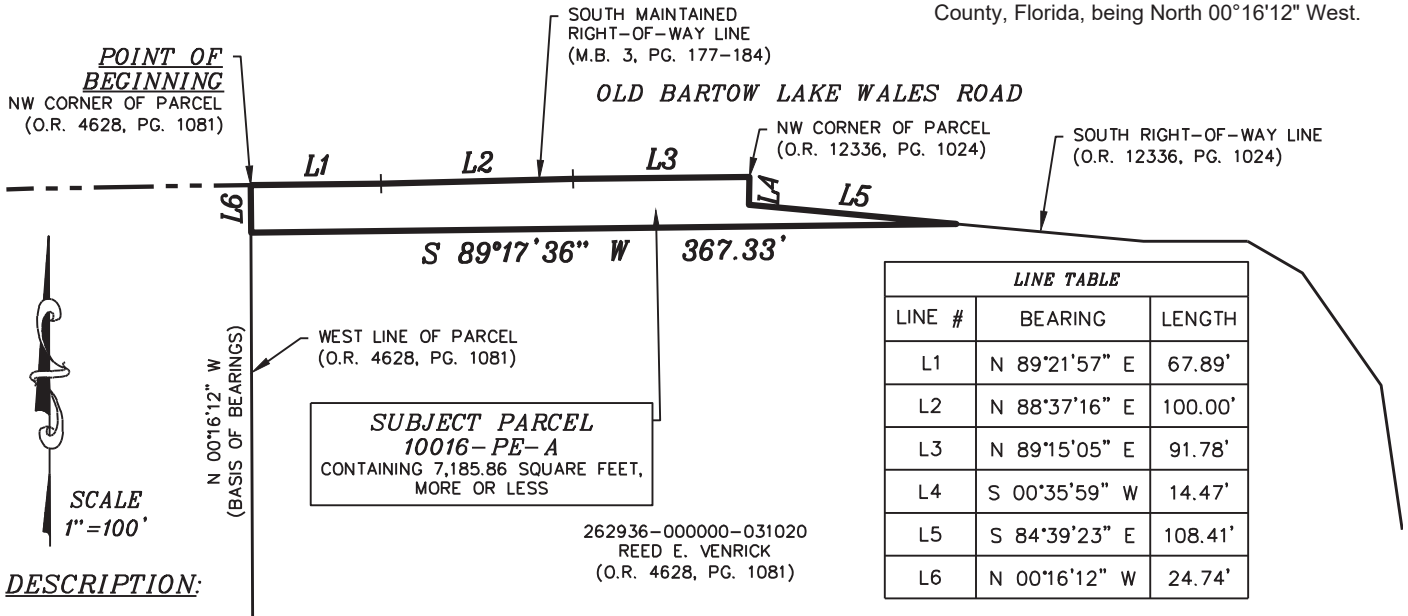 County, Florida, being North 00°16'12" West.
SOUTH MAINTAINED
RIGHT-OF-WAY LINE
(M.B. 3, PG. 177-184)
POINT OF
BEGINNING
NW CORNER OF PARCEL
(O.R. 4628, PG. 1081)
OLD BARTOW LAKE WALES ROAD
NW CORNER OF PARCEL
(O.R. 12336, PG. 1024)
SOUTH RIGHT-OF-WAY LINE
(O.R. 12336, PG. 1024)
L1
L2
L3
L4
L5
L6
S 89°17'36" W 367.33'
WEST LINE OF PARCEL
(O.R. 4628, PG. 1081)
N 00°16'12" W
(BASIS OF BEARINGS)
SUBJECT PARCEL
10016-PE-A
CONTAINING 7,185.86 SQUARE FEET,
MORE OR LESS
SCALE
1"=100'
262936-000000-031020
REED E. VENRICK
(O.R. 4628, PG. 1081)
DESCRIPTION:
LINE TABLE
LINE # BEARING LENGTH
L1 N 89°21'57" E 67.89'
L2 N 88°37'16" E 100.00'
L3 N 89°15'05" E 91.78'
L4 S 00°35'59" W 14.47'
L5 S 84°39'23" E 108.41'
L6 N 00°16'12" W 24.74'